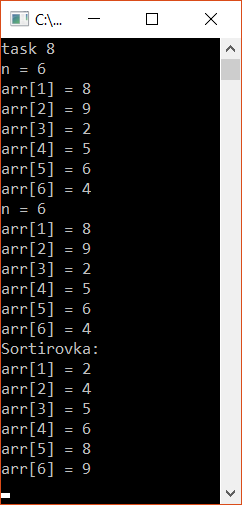 C:\...
task 8
n = 6
arr[1] = 8
arr[2] = 9
arr[3] = 2
arr[4] = 5
arr[5] = 6
arr[6] = 4
n = 6
arr[1] = 8
arr[2] = 9
arr[3] = 2
arr[4] = 5
arr[5] = 6
arr[6] = 4
Sortirovka:
arr[1] = 2
arr[2] = 4
arr[3] = 5
arr[4] = 6
arr[5] = 8
arr[6] = 9